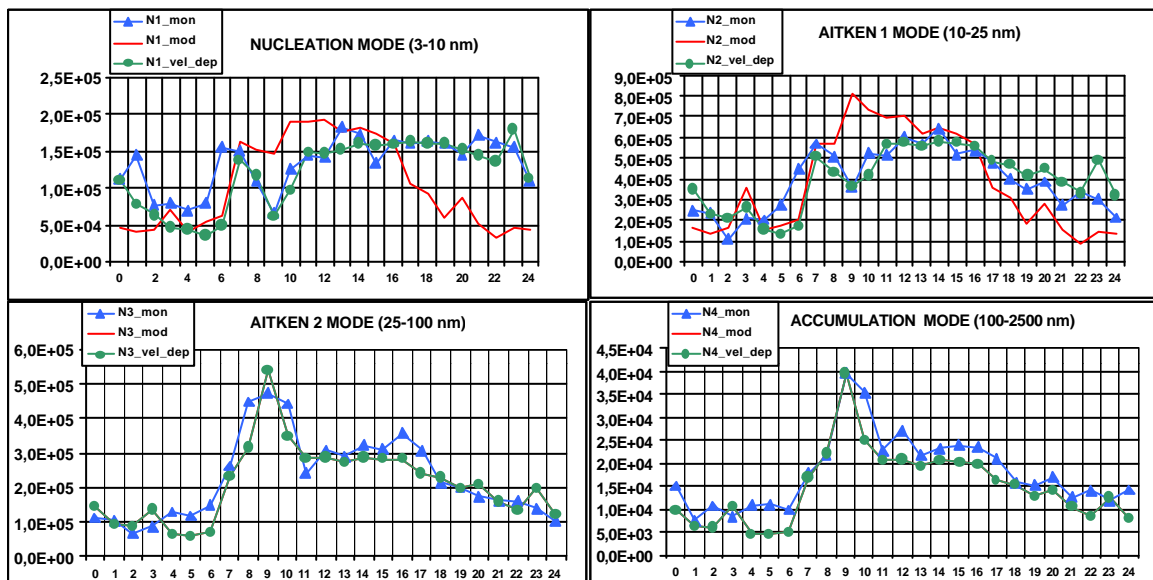 N1_mon
N1_mod
N1_vel_dep
NUCLEATION MODE (3-10 nm)
2,5E+05
2,0E+05
1,5E+05
1,0E+05
5,0E+04
0,0E+00
0 2 4 6 8 10 12 14 16 18 20 22 24
N2_mon
N2_mod
N2_vel_dep
AITKEN 1 MODE (10-25 nm)
9,0E+05
8,0E+05
7,0E+05
6,0E+05
5,0E+05
4,0E+05
3,0E+05
2,0E+05
1,0E+05
0,0E+00
0 1 2 3 4 5 6 7 8 9 10 11 12 13 14 15 16 17 18 19 20 21 22 23 24
N3_mon
N3_mod
N3_vel_dep
AITKEN 2 MODE (25-100 nm)
6,0E+05
5,0E+05
4,0E+05
3,0E+05
2,0E+05
1,0E+05
0,0E+00
0 1 2 3 4 5 6 7 8 9 10 11 12 13 14 15 16 17 18 19 20 21 22 23 24
N4_mon
N4_mod
N4_vel_dep
ACCUMULATION MODE (100-2500 nm)
4,5E+04
4,0E+04
3,5E+04
3,0E+04
2,5E+04
2,0E+04
1,5E+04
1,0E+04
5,0E+03
0,0E+00
0 1 2 3 4 5 6 7 8 9 10 11 12 13 14 15 16 17 18 19 20 21 22 23 24